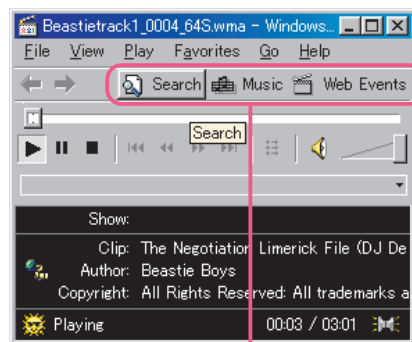 Beastietrack1_0004_64S.wma - Windows...
File View Play Favorites Go Help
Search Music Web Events
Search
Show:
Clip: The Negotiation Limerick File (DJ De
Author: Beastie Boys
Copyright: All Rights Reserved: All trademarks a
Playing 00:03 / 03:01